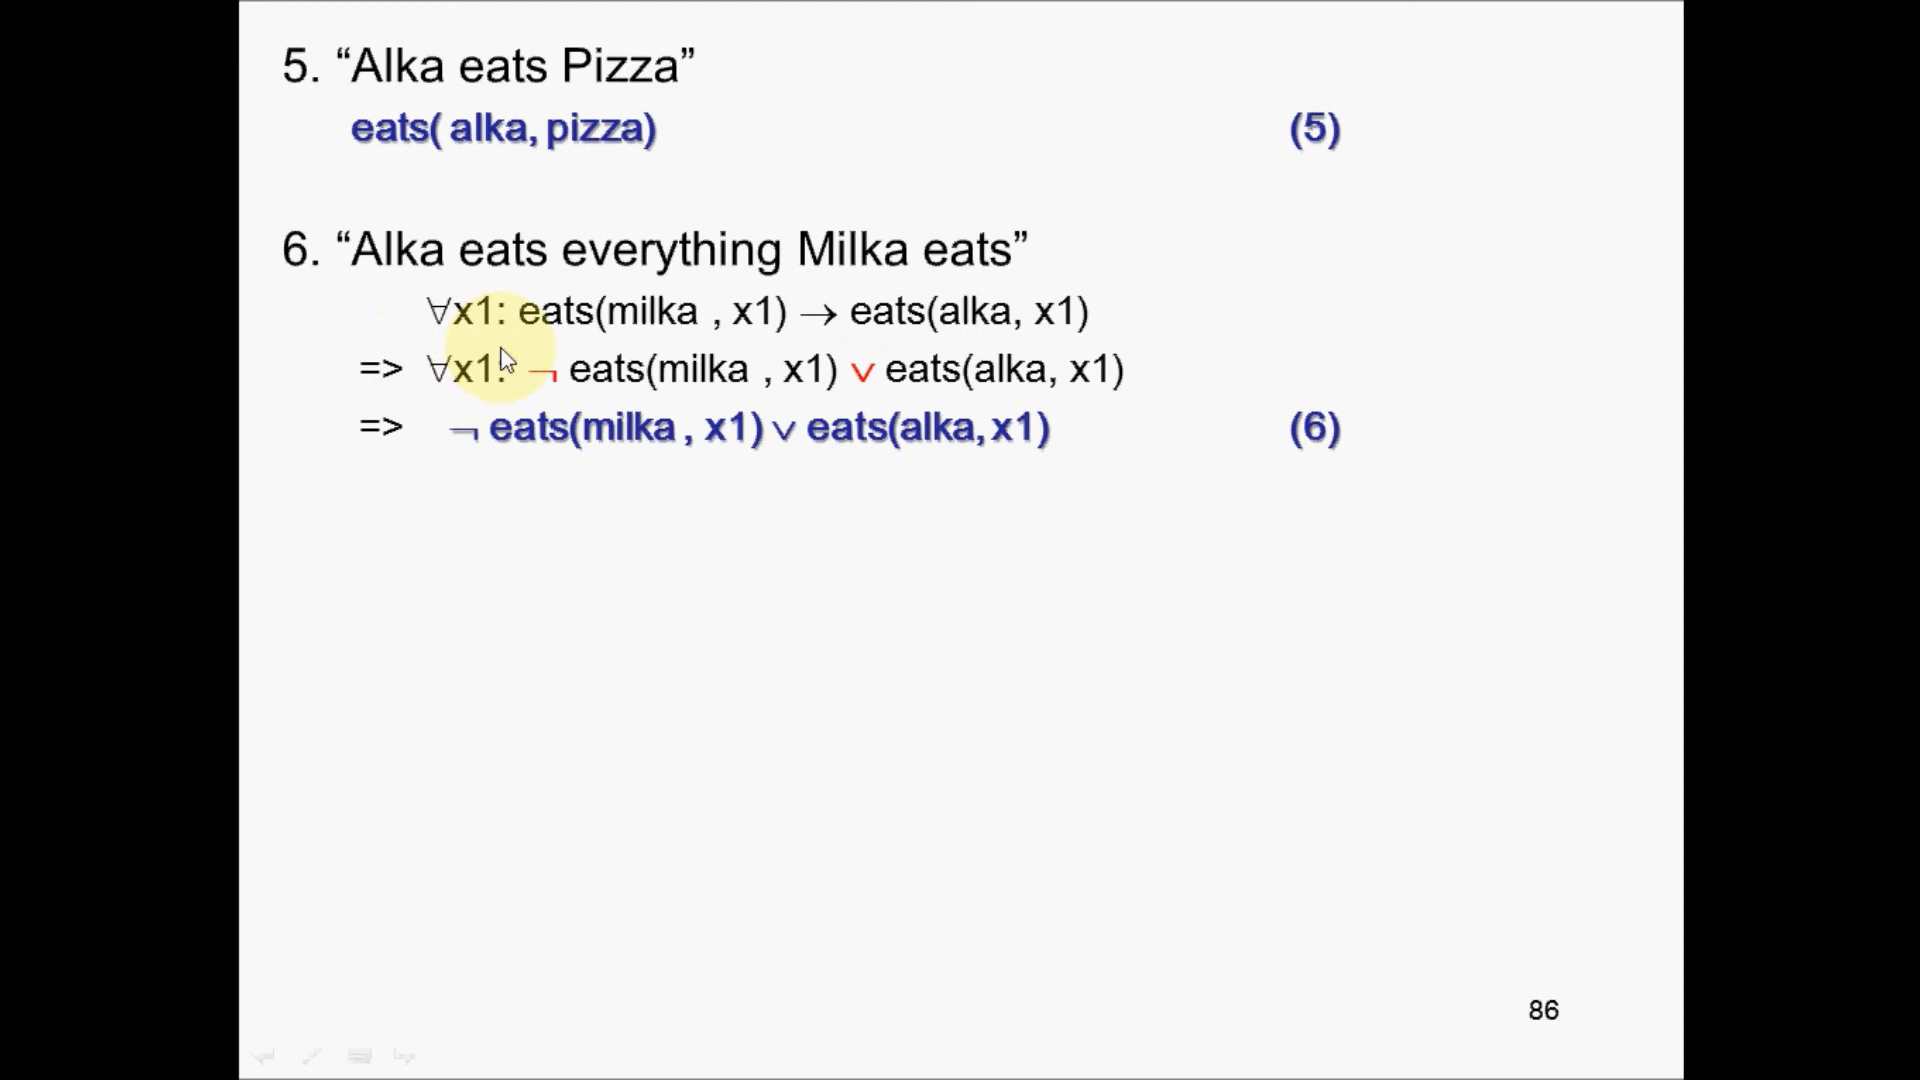 5. “Alka eats Pizza”
eats( alka, pizza) (5)
6. “Alka eats everything Milka eats”
∀x1: eats(milka , x1) → eats(alka, x1)
=> ∀x1: ¬ eats(milka , x1) ∨ eats(alka, x1)
=> ¬ eats(milka , x1) ∨ eats(alka, x1) (6)
86